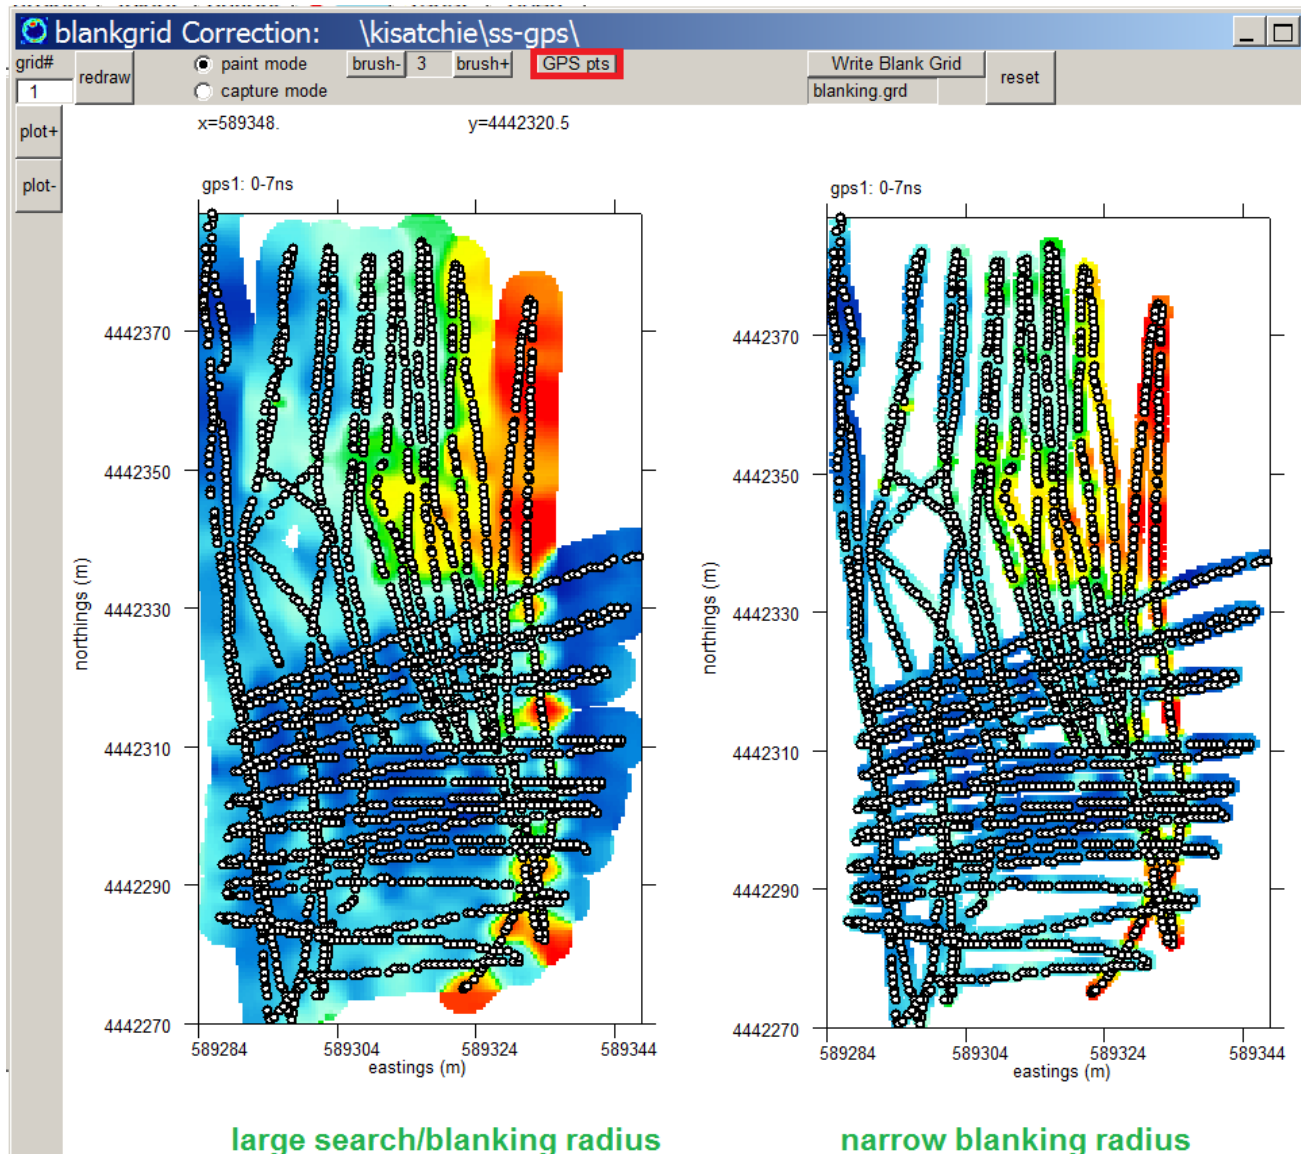 blankgrid Correction: \kisatchie\ss-gps\
grid#
1
redraw
paint mode
capture mode
brush-
3
brush+
GPS pts
Write Blank Grid
blanking.grd
reset
plot+
plot-
x=589348.
y=4442320.5
gps1: 0-7ns
4442370
4442350
4442330
4442310
4442290
4442270
northings (m)
589284
589304
589324
589344
eastings (m)
large search/blanking radius
gps1: 0-7ns
4442370
4442350
4442330
4442310
4442290
4442270
northings (m)
589284
589304
589324
589344
eastings (m)
narrow blanking radius